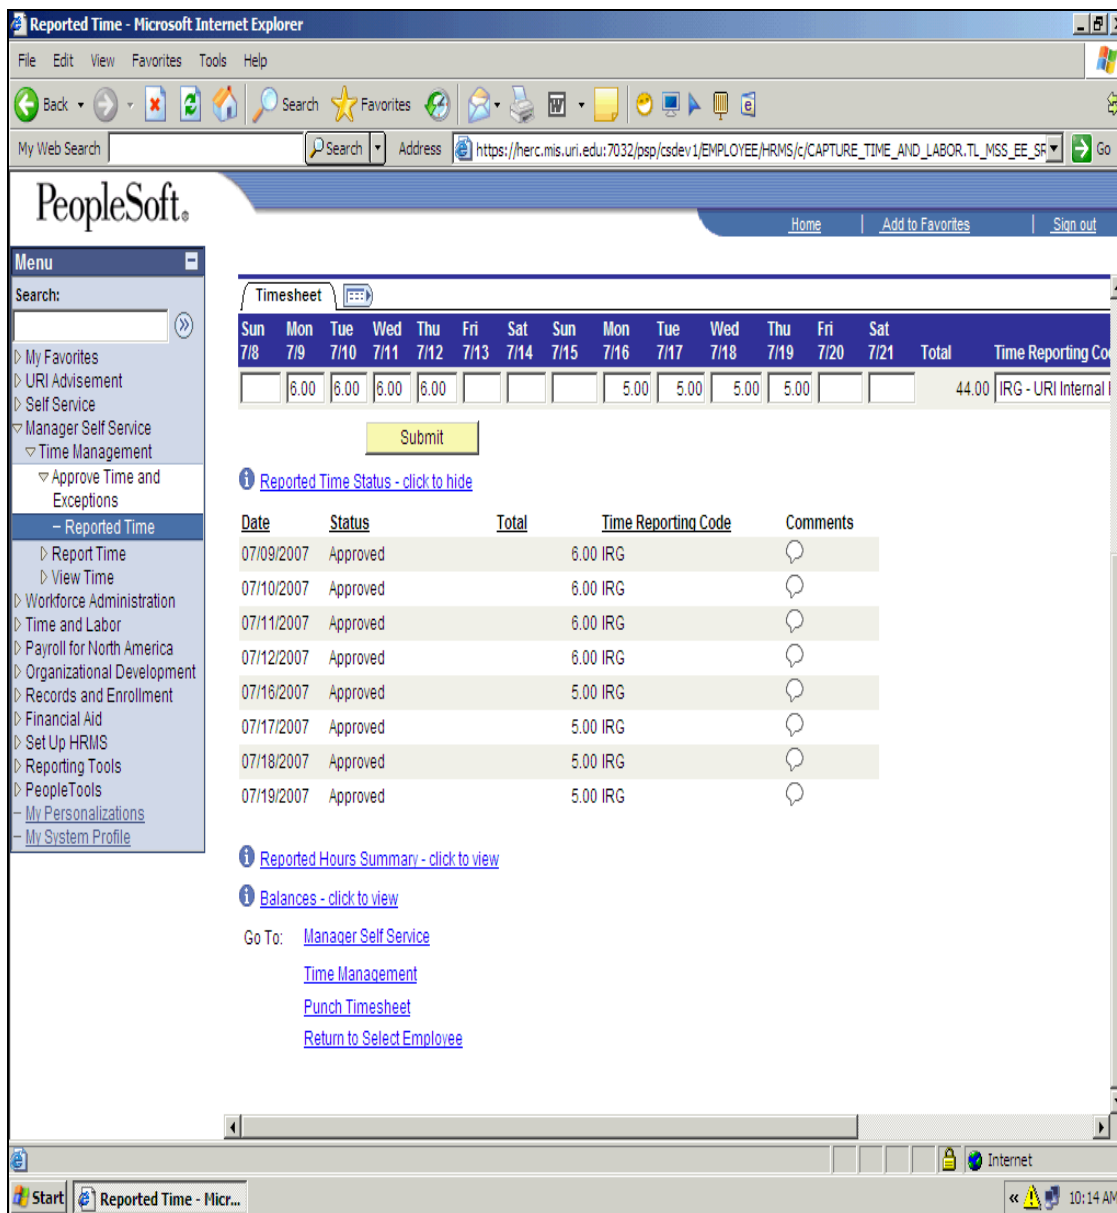 Reported Time - Microsoft Internet Explorer
File Edit View Favorites Tools Help
Back Search Favorites
My Web Search Search Address https://herc.mis.uri.edu:7032/psp/csdev1/EMPLOYEE/HRMS/c/CAPTURE_TIME_AND_LABOR.TL_MSS_EE_SR Go
PeopleSoft®
Home Add to Favorites Sign out
Menu
Search:
My Favorites
URI Advisement
Self Service
Manager Self Service
Time Management
Approve Time and
Exceptions
– Reported Time
Report Time
View Time
Workforce Administration
Time and Labor
Payroll for North America
Organizational Development
Records and Enrollment
Financial Aid
Set Up HRMS
Reporting Tools
PeopleTools
– My Personalizations
– My System Profile
Timesheet
Sun Mon Tue Wed Thu Fri Sat Sun Mon Tue Wed Thu Fri Sat
7/8 7/9 7/10 7/11 7/12 7/13 7/14 7/15 7/16 7/17 7/18 7/19 7/20 7/21 Total Time Reporting Co
6.00 6.00 6.00 6.00 5.00 5.00 5.00 5.00 44.00 IRG - URI Internal
Submit
Reported Time Status - click to hide
Date Status Total Time Reporting Code Comments
07/09/2007 Approved 6.00 IRG
07/10/2007 Approved 6.00 IRG
07/11/2007 Approved 6.00 IRG
07/12/2007 Approved 6.00 IRG
07/16/2007 Approved 5.00 IRG
07/17/2007 Approved 5.00 IRG
07/18/2007 Approved 5.00 IRG
07/19/2007 Approved 5.00 IRG
Reported Hours Summary - click to view
Balances - click to view
Go To: Manager Self Service
Time Management
Punch Timesheet
Return to Select Employee
Internet
Start Reported Time - Micr... 10:14 AM